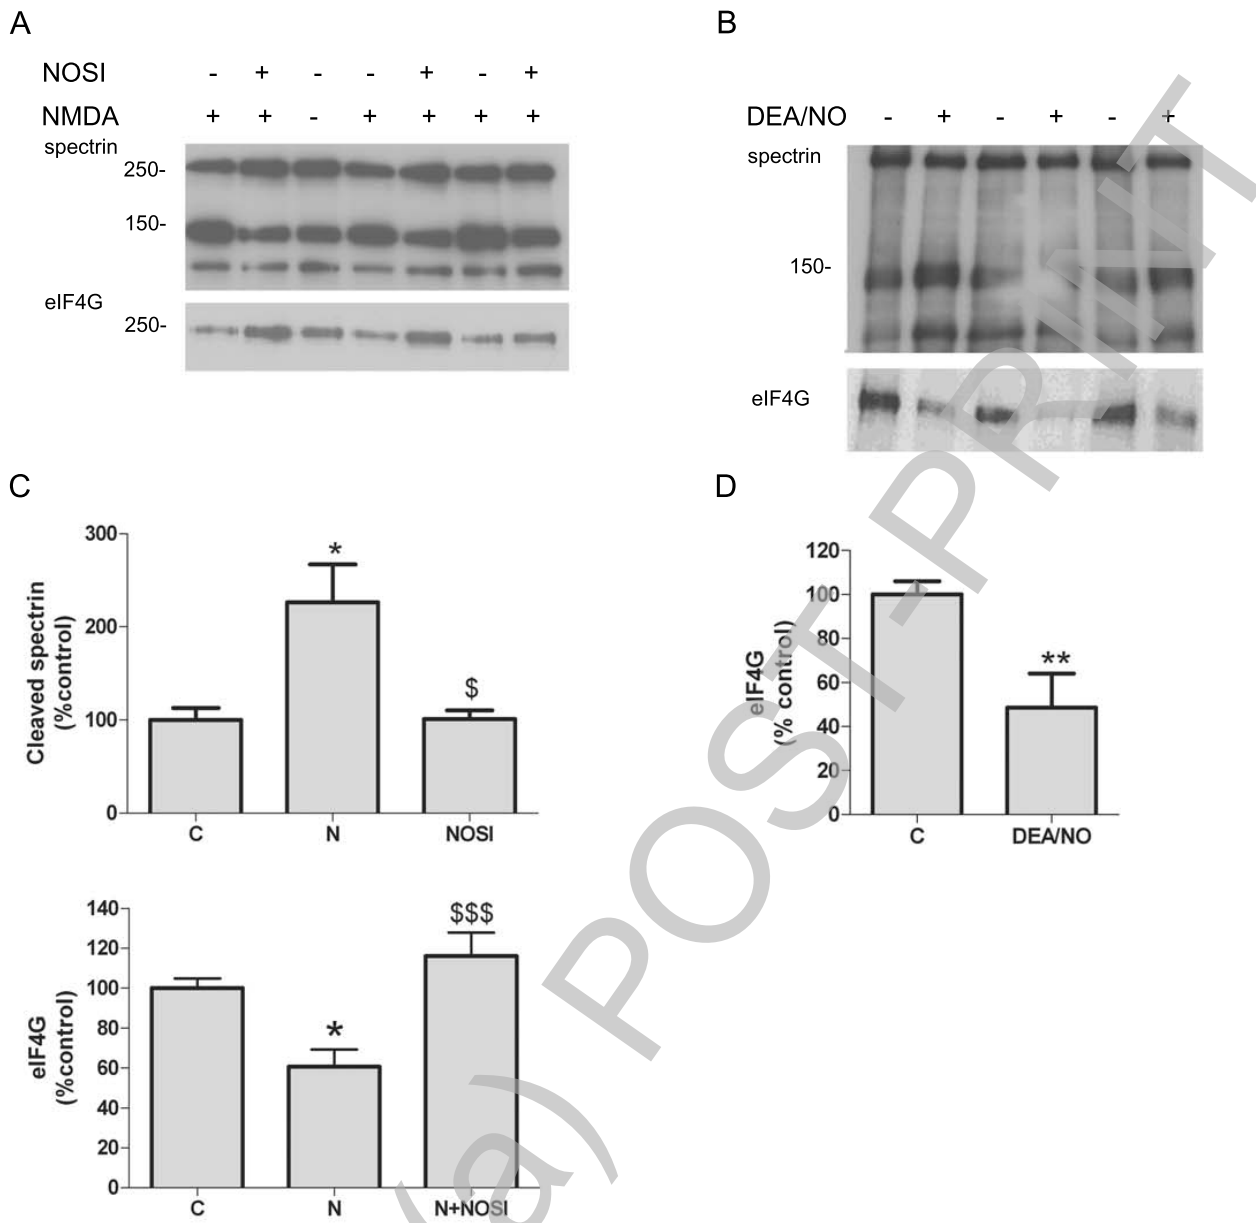 A
NOSI - + - - + - +
NMDA + + - + + + +
spectrin
250-
150-
eIF4G
250-
B
DEA/NO - + - + - +
spectrin
150-
eIF4G
C
300
200
100
0
Cleaved spectrin
(%control)
*
$
C N NOSI
140
120
100
80
60
40
20
0
eIF4G
(%control)
*
$$$
C N N+NOSI
D
120
100
80
60
40
20
0
eIF4G
(% control)
**
C DEA/NO
a) POST-PRINT